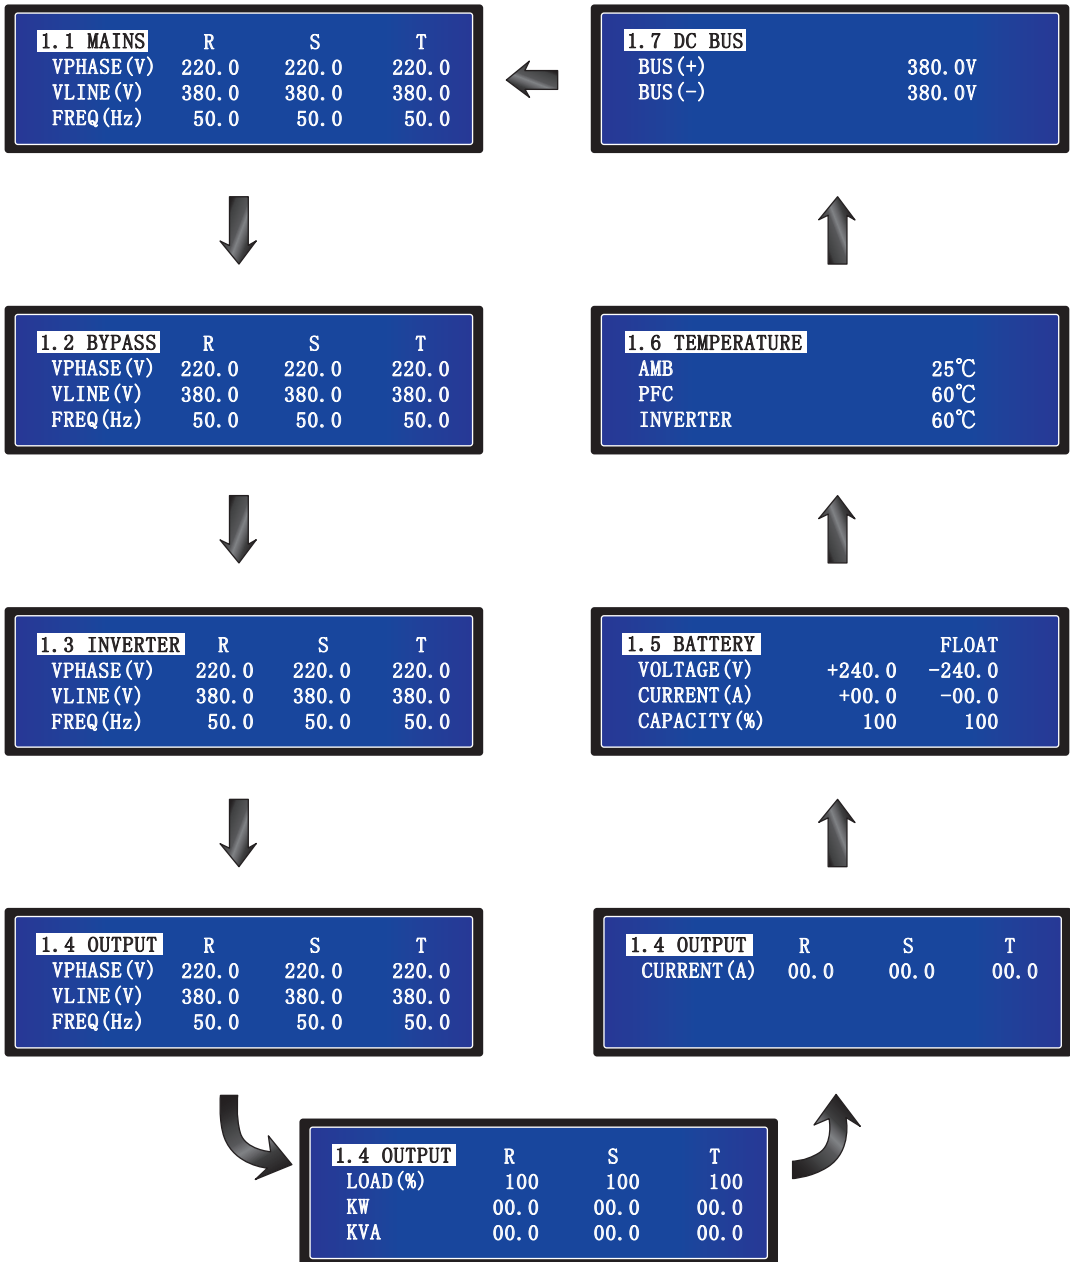 1.1 MAINS R S T
VPHASE(V) 220.0 220.0 220.0
VLINE(V) 380.0 380.0 380.0
FREQ(Hz) 50.0 50.0 50.0
1.2 BYPASS R S T
VPHASE(V) 220.0 220.0 220.0
VLINE(V) 380.0 380.0 380.0
FREQ(Hz) 50.0 50.0 50.0
1.3 INVERTER R S T
VPHASE(V) 220.0 220.0 220.0
VLINE(V) 380.0 380.0 380.0
FREQ(Hz) 50.0 50.0 50.0
1.4 OUTPUT R S T
VPHASE(V) 220.0 220.0 220.0
VLINE(V) 380.0 380.0 380.0
FREQ(Hz) 50.0 50.0 50.0
1.4 OUTPUT R S T
LOAD(%) 100 100 100
KW 00.0 00.0 00.0
KVA 00.0 00.0 00.0
1.4 OUTPUT R S T
CURRENT(A) 00.0 00.0 00.0
1.5 BATTERY FLOAT
VOLTAGE(V) +240.0 -240.0
CURRENT(A) +00.0 -00.0
CAPACITY(%) 100 100
1.6 TEMPERATURE
AMB 25℃
PFC 60℃
INVERTER 60℃
1.7 DC BUS
BUS(+) 380.0V
BUS(-) 380.0V